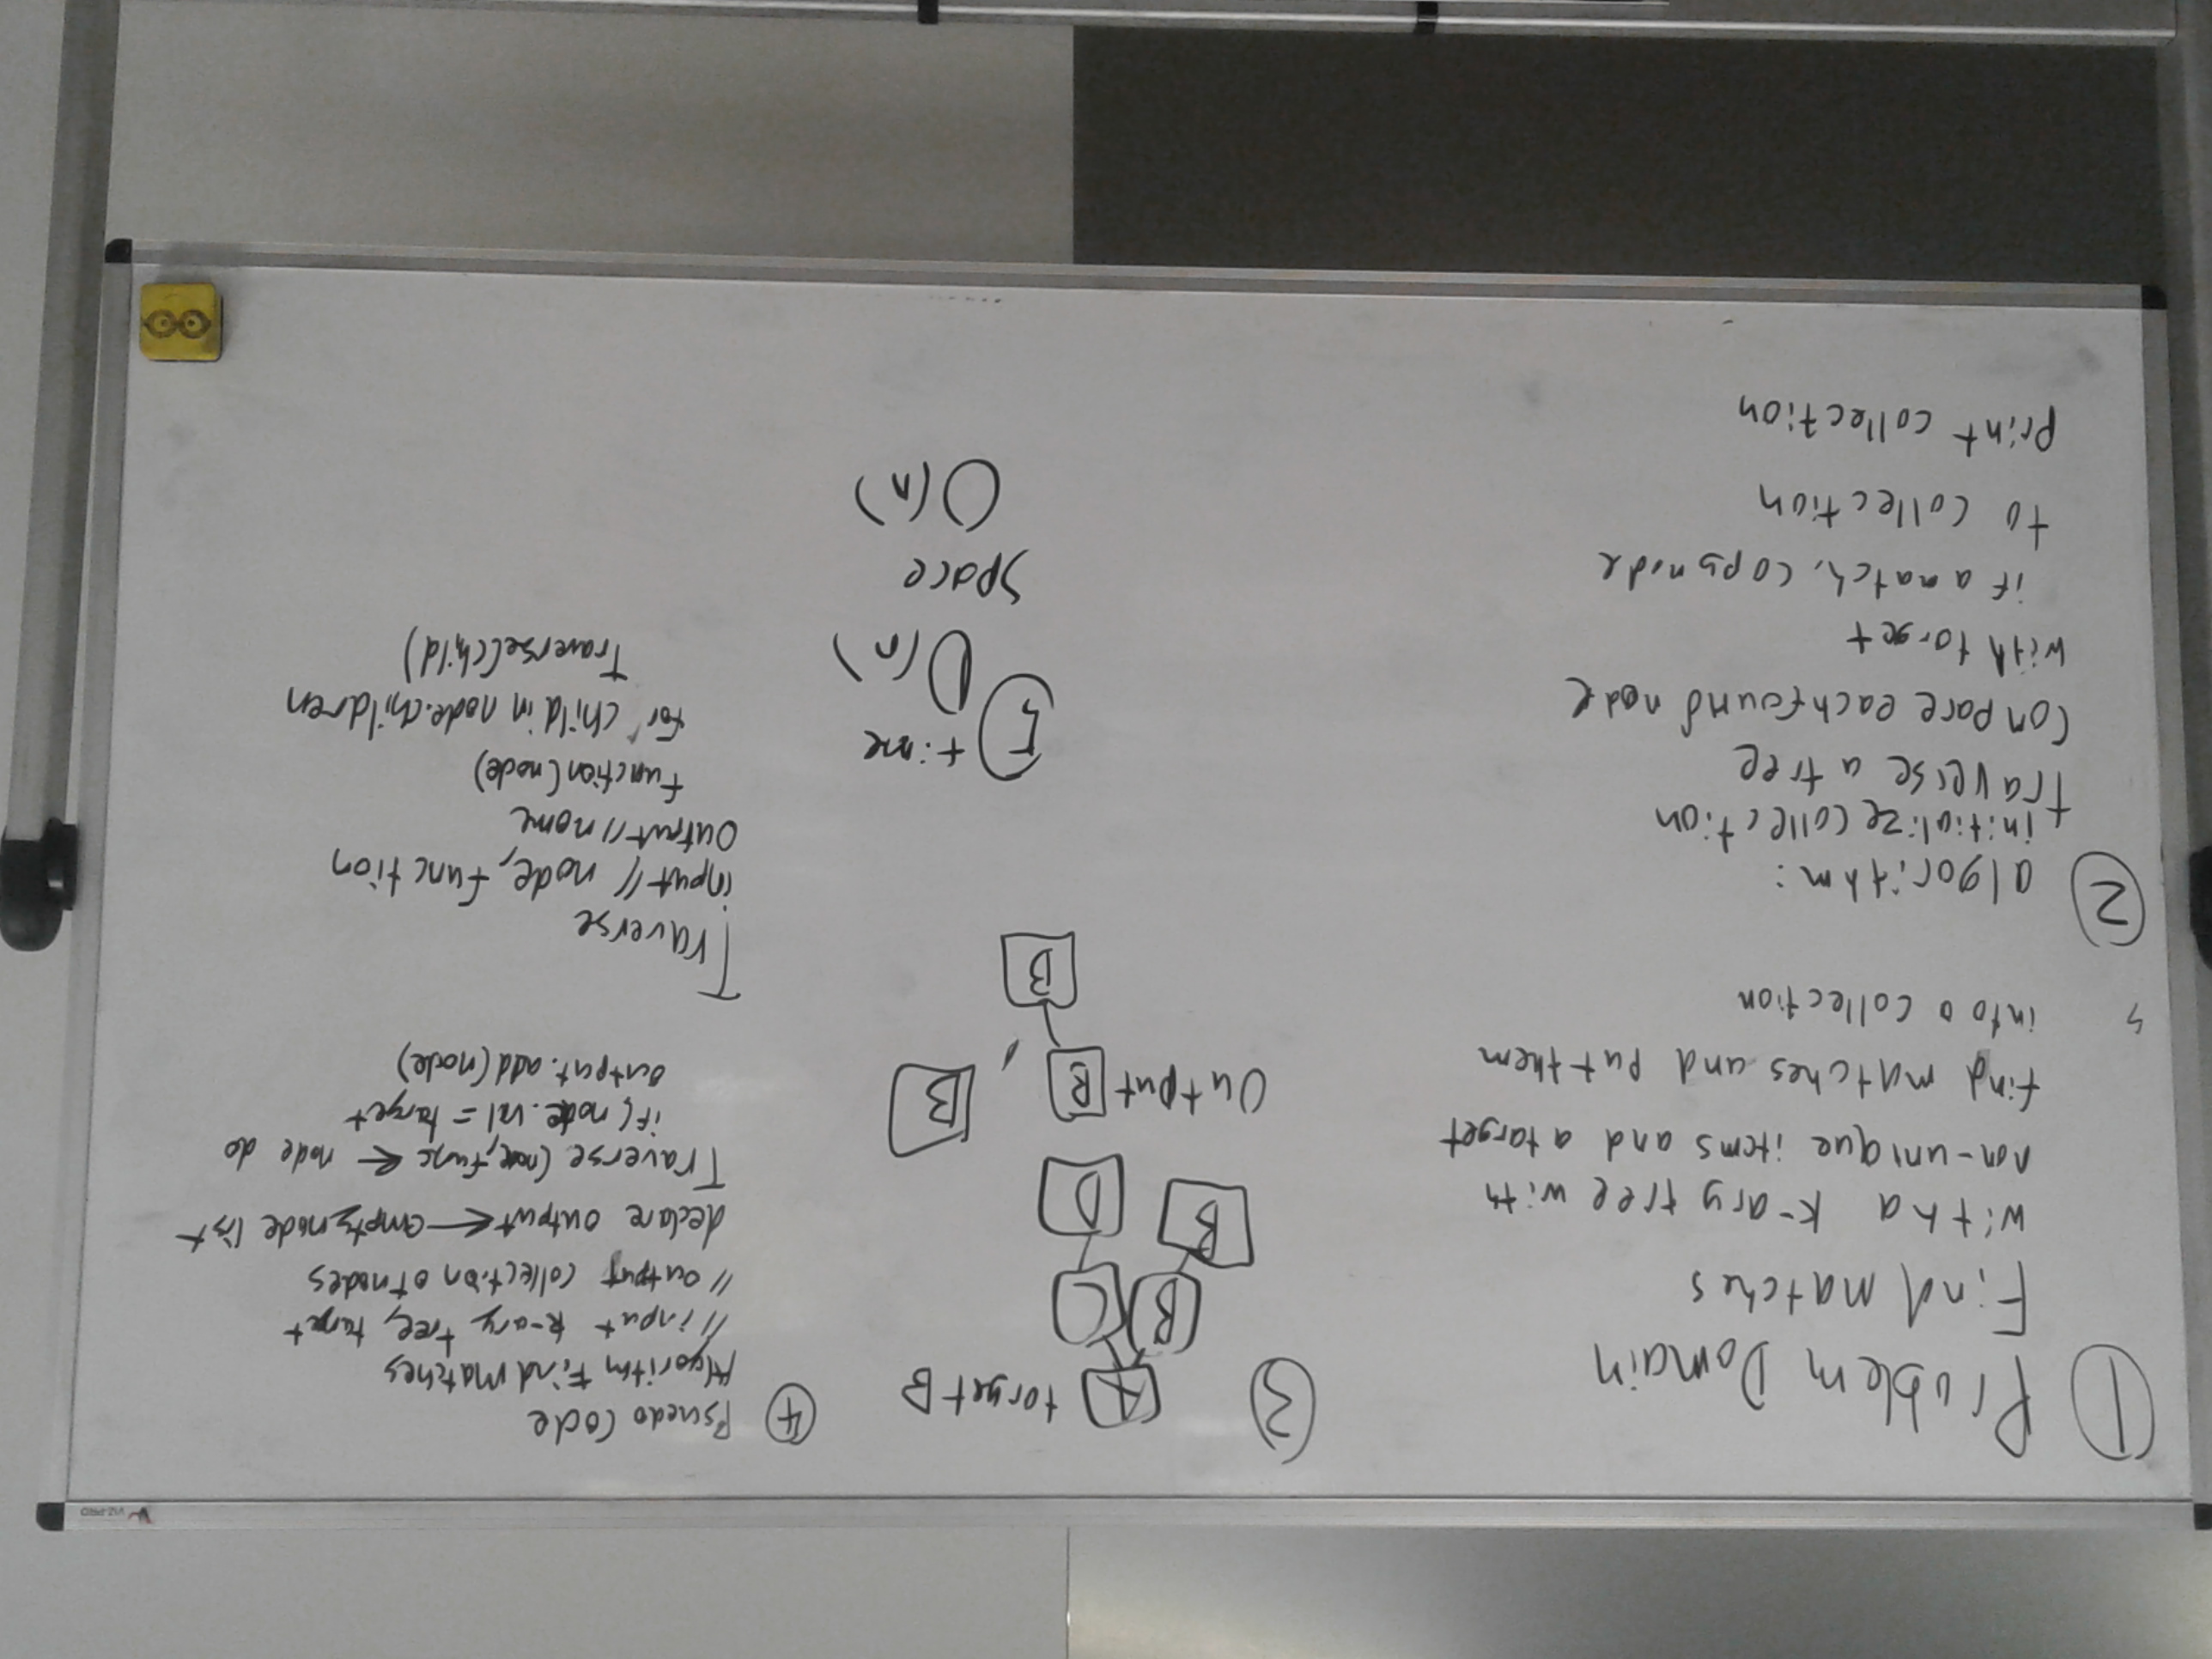 ① Problem Domain
Find matches
with a k-ary tree with
non-unique items and a target
find matches and put them
into a collection
② algorithm:
initialize collection
traverse a tree
Compare each found node
with target
if a match, copy node
to collection
print collection
③ A target B
B C
B D
Output B , B
B
④ Psuedo Code
Algoritm Find Matches
// input k-ary tree, target
// output collection of nodes
declare output ← empty node list
Traverse (node, func ← node do
if( node.val = target
output.add(node)
Traverse
input// node, function
Output// nome
function(node)
for child in node.children
Traverse(child)
⑤ time
O(n)
Space
O(n)
VIZ-PRO